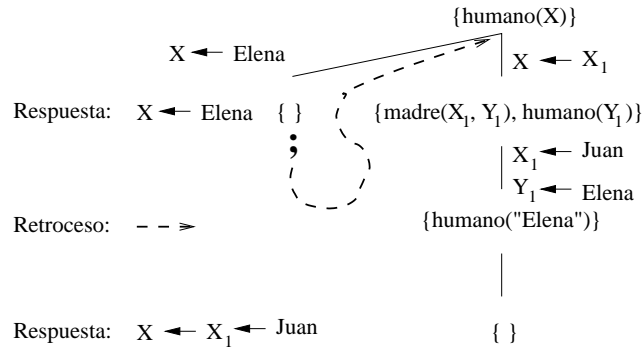 {humano(X)}
X ← Elena
X ← X₁
Respuesta: X ← Elena { } {madre(X₁, Y₁), humano(Y₁)}
;
X₁ ← Juan
Y₁ ← Elena
Retroceso: {humano("Elena")}
Respuesta: X ← X₁ ← Juan { }